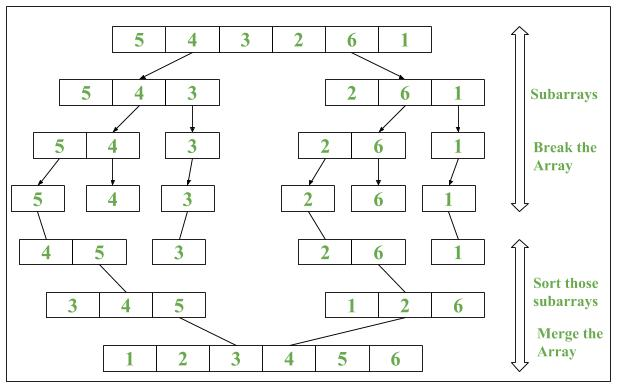 5 4 3 2 6 1
5 4 3 2 6 1
Subarrays
5 4 3 2 6 1
Break the
Array
5 4 3 2 6 1
4 5 3 2 6 1
3 4 5 1 2 6
Sort those
subarrays
Merge the
Array
1 2 3 4 5 6